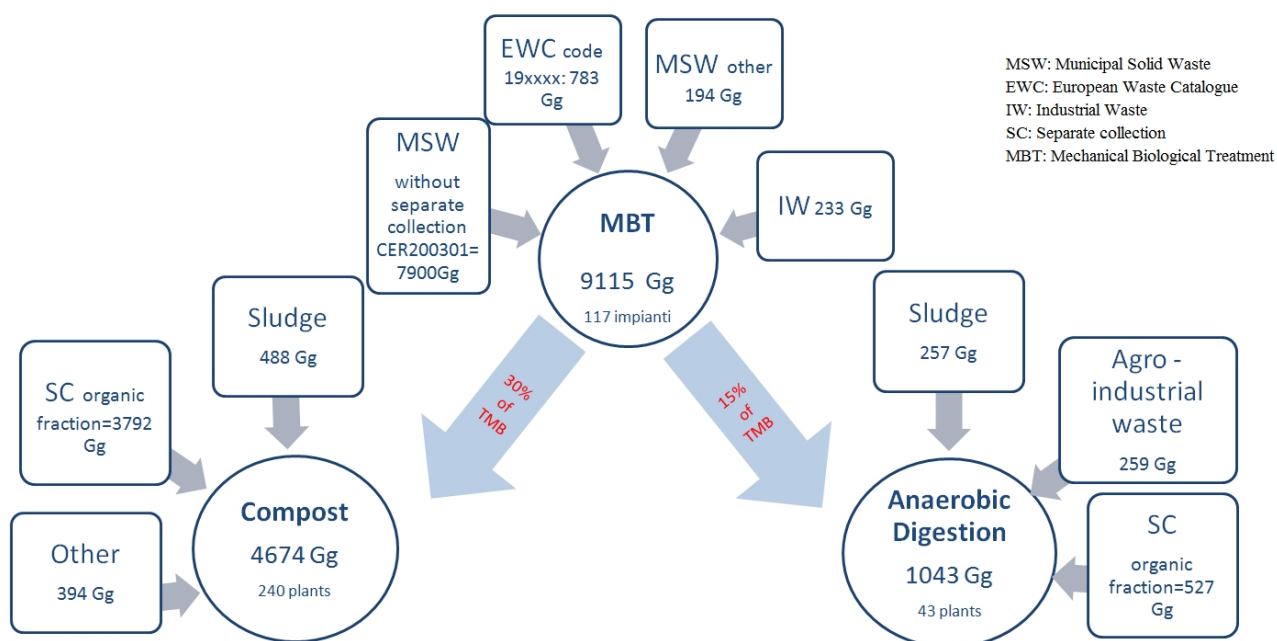 EWC code
19xxxx: 783
Gg
MSW other
194 Gg
MSW: Municipal Solid Waste
EWC: European Waste Catalogue
IW: Industrial Waste
SC: Separate collection
MBT: Mechanical Biological Treatment
MSW
without
separate
collection
CER200301=
7900Gg
IW 233 Gg
MBT
9115 Gg
117 impianti
Sludge
488 Gg
Sludge
257 Gg
SC organic
fraction=3792
Gg
30%
of
TMB
15%
of
TMB
Agro -
industrial
waste
259 Gg
Compost
4674 Gg
240 plants
Other
394 Gg
Anaerobic
Digestion
1043 Gg
43 plants
SC
organic
fraction=527
Gg